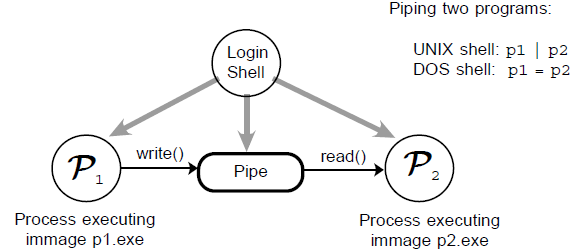 Piping two programs:
UNIX shell: p1 | p2
DOS shell: p1 = p2
Login
Shell
P1
write()
Pipe
read()
P2
Process executing
immage p1.exe
Process executing
immage p2.exe